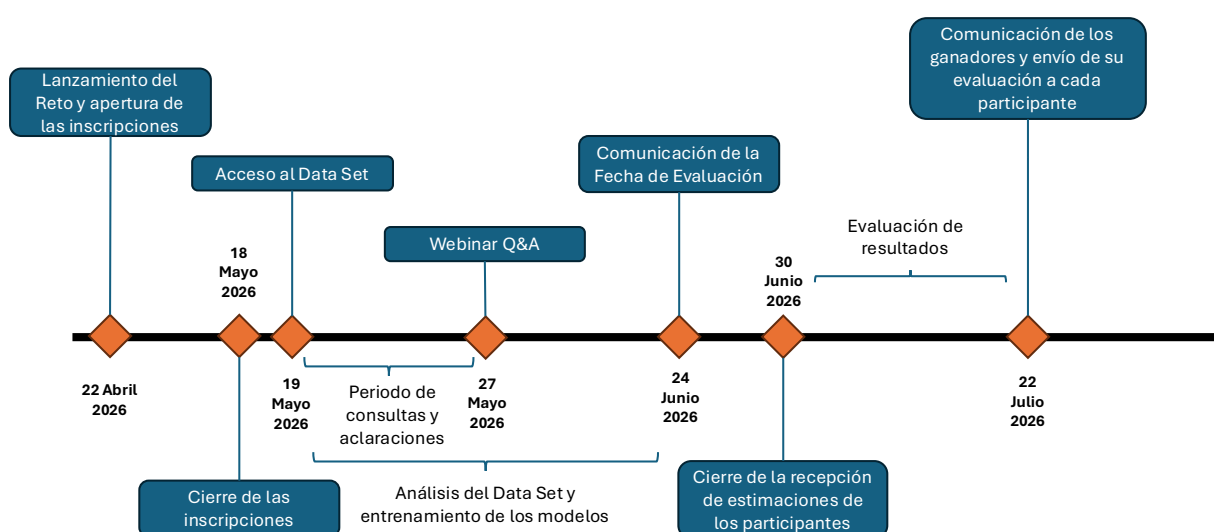 Comunicación de los
ganadores y envío de su
evaluación a cada
participante
Lanzamiento del
Reto y apertura de
las inscripciones
Comunicación de la
Fecha de Evaluación
Acceso al Data Set
Webinar Q&A
Evaluación de
resultados
18
Mayo
2026
30
Junio
2026
22 Abril
2026
19
Mayo
2026
Periodo de
consultas y
aclaraciones
27
Mayo
2026
24
Junio
2026
22
Julio
2026
Cierre de las
inscripciones
Análisis del Data Set y
entrenamiento de los modelos
Cierre de la recepción
de estimaciones de
los participantes